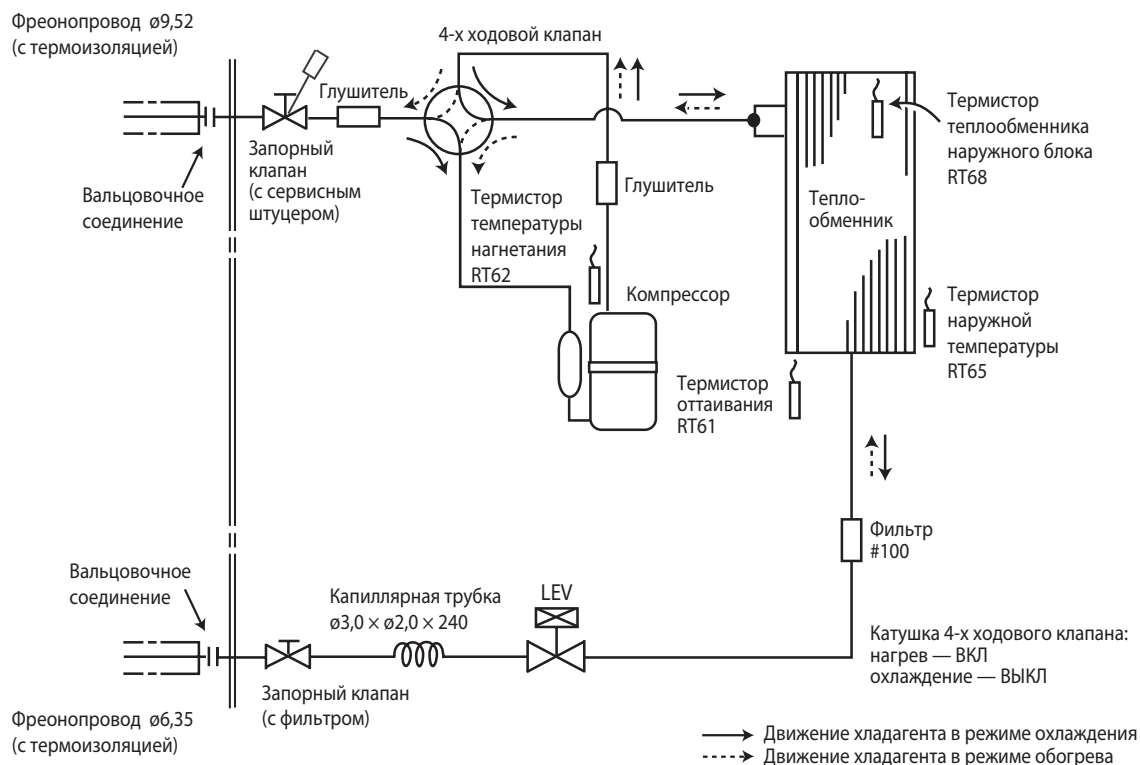 Фреонопровод ø9,52
(с термоизоляцией)
4-х ходовой клапан
Глушитель
Запорный
клапан
(с сервисным
штуцером)
Вальцовочное
соединение
Термистор
температуры
нагнетания
RT62
Глушитель
Компрессор
Тепло-
обменник
Термистор
теплообменника
наружного блока
RT68
Термистор
наружной
температуры
RT65
Термистор
оттаивания
RT61
Фильтр
#100
Вальцовочное
соединение
Капиллярная трубка
ø3,0 × ø2,0 × 240
LEV
Катушка 4-х ходового клапана:
нагрев — ВКЛ
охлаждение — ВЫКЛ
Запорный клапан
(с фильтром)
Фреонопровод ø6,35
(с термоизоляцией)
Движение хладагента в режиме охлаждения
Движение хладагента в режиме обогрева